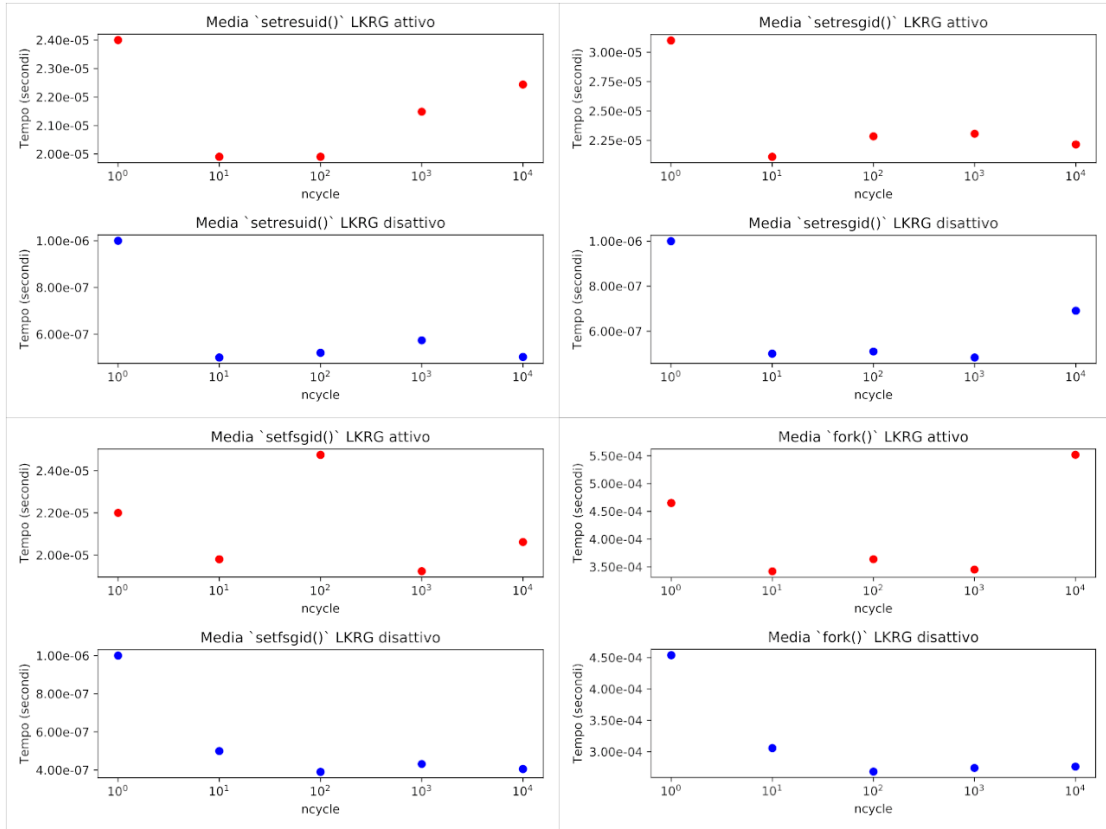 Media `setresuid()` LKRG attivo
Tempo (secondi)
2.40e-05
2.30e-05
2.20e-05
2.10e-05
2.00e-05
10⁰ 10¹ 10² 10³ 10⁴
ncycle
Media `setresuid()` LKRG disattivo
Tempo (secondi)
1.00e-06
8.00e-07
6.00e-07
10⁰ 10¹ 10² 10³ 10⁴
ncycle
Media `setresgid()` LKRG attivo
Tempo (secondi)
3.00e-05
2.75e-05
2.50e-05
2.25e-05
10⁰ 10¹ 10² 10³ 10⁴
ncycle
Media `setresgid()` LKRG disattivo
Tempo (secondi)
1.00e-06
8.00e-07
6.00e-07
10⁰ 10¹ 10² 10³ 10⁴
ncycle
Media `setfsgid()` LKRG attivo
Tempo (secondi)
2.40e-05
2.20e-05
2.00e-05
10⁰ 10¹ 10² 10³ 10⁴
ncycle
Media `setfsgid()` LKRG disattivo
Tempo (secondi)
1.00e-06
8.00e-07
6.00e-07
4.00e-07
10⁰ 10¹ 10² 10³ 10⁴
ncycle
Media `fork()` LKRG attivo
Tempo (secondi)
5.50e-04
5.00e-04
4.50e-04
4.00e-04
3.50e-04
10⁰ 10¹ 10² 10³ 10⁴
ncycle
Media `fork()` LKRG disattivo
Tempo (secondi)
4.50e-04
4.00e-04
3.50e-04
3.00e-04
10⁰ 10¹ 10² 10³ 10⁴
ncycle